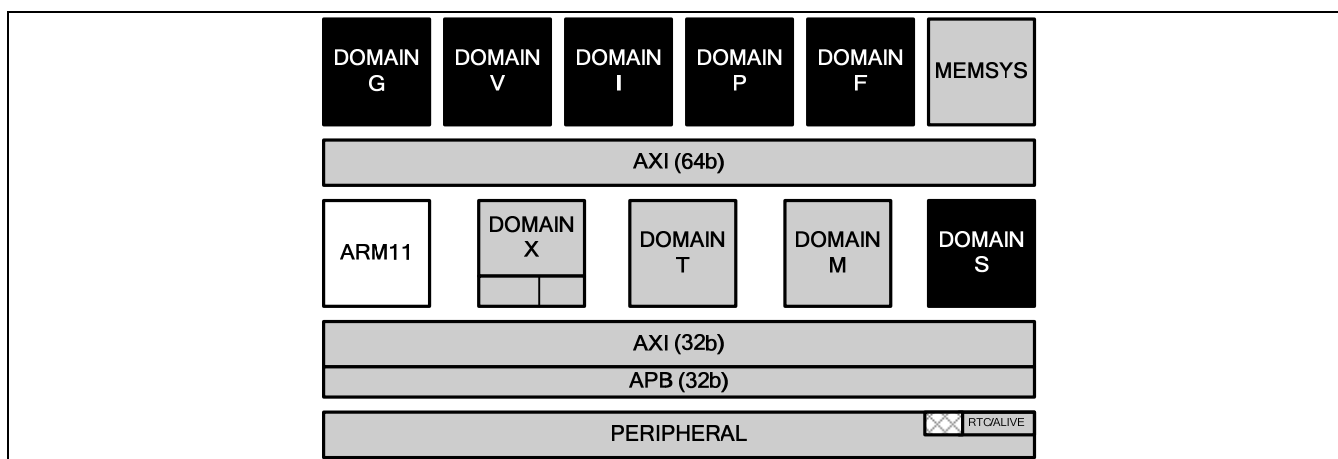 DOMAIN
G
DOMAIN
V
DOMAIN
I
DOMAIN
P
DOMAIN
F
MEMSYS
AXI (64b)
ARM11
DOMAIN
X
DOMAIN
T
DOMAIN
M
DOMAIN
S
AXI (32b)
APB (32b)
PERIPHERAL
RTC/ALIVE